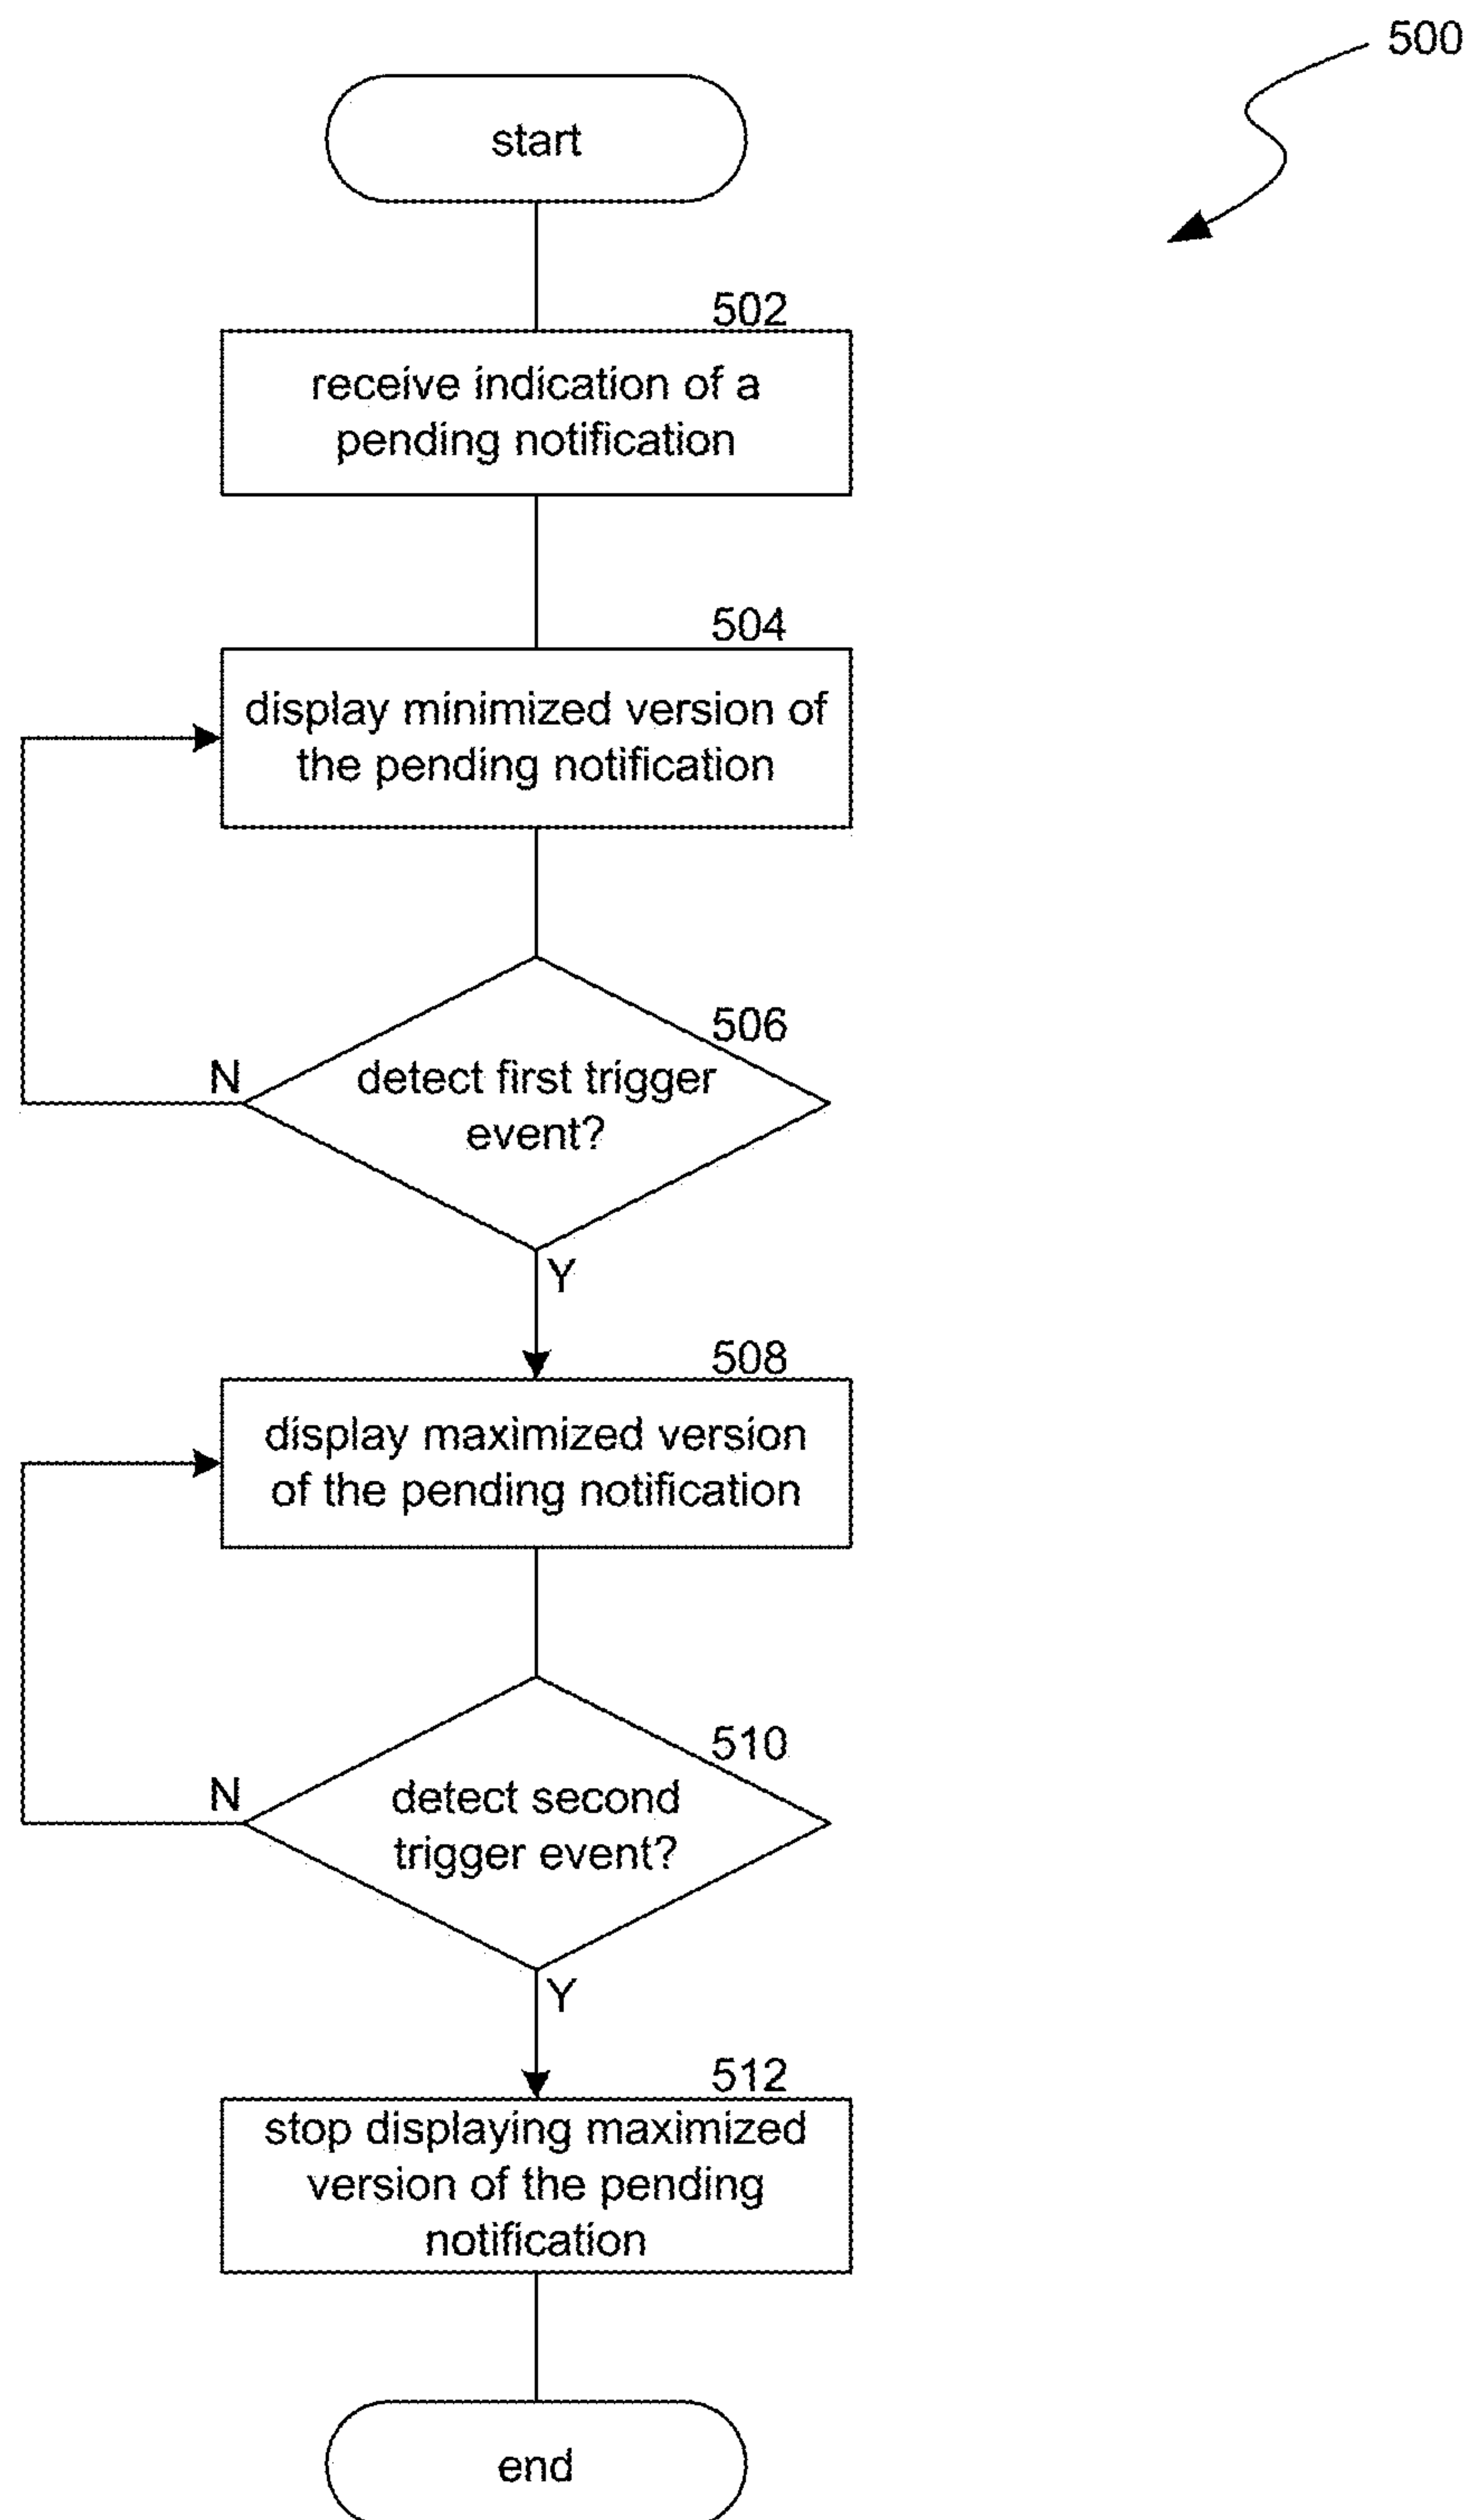 500
start
502
receive indication of a
pending notification
504
display minimized version of
the pending notification
506
N
detect first trigger
event?
Y
508
display maximized version
of the pending notification
510
N
detect second
trigger event?
Y
512
stop displaying maximized
version of the pending
notification
end